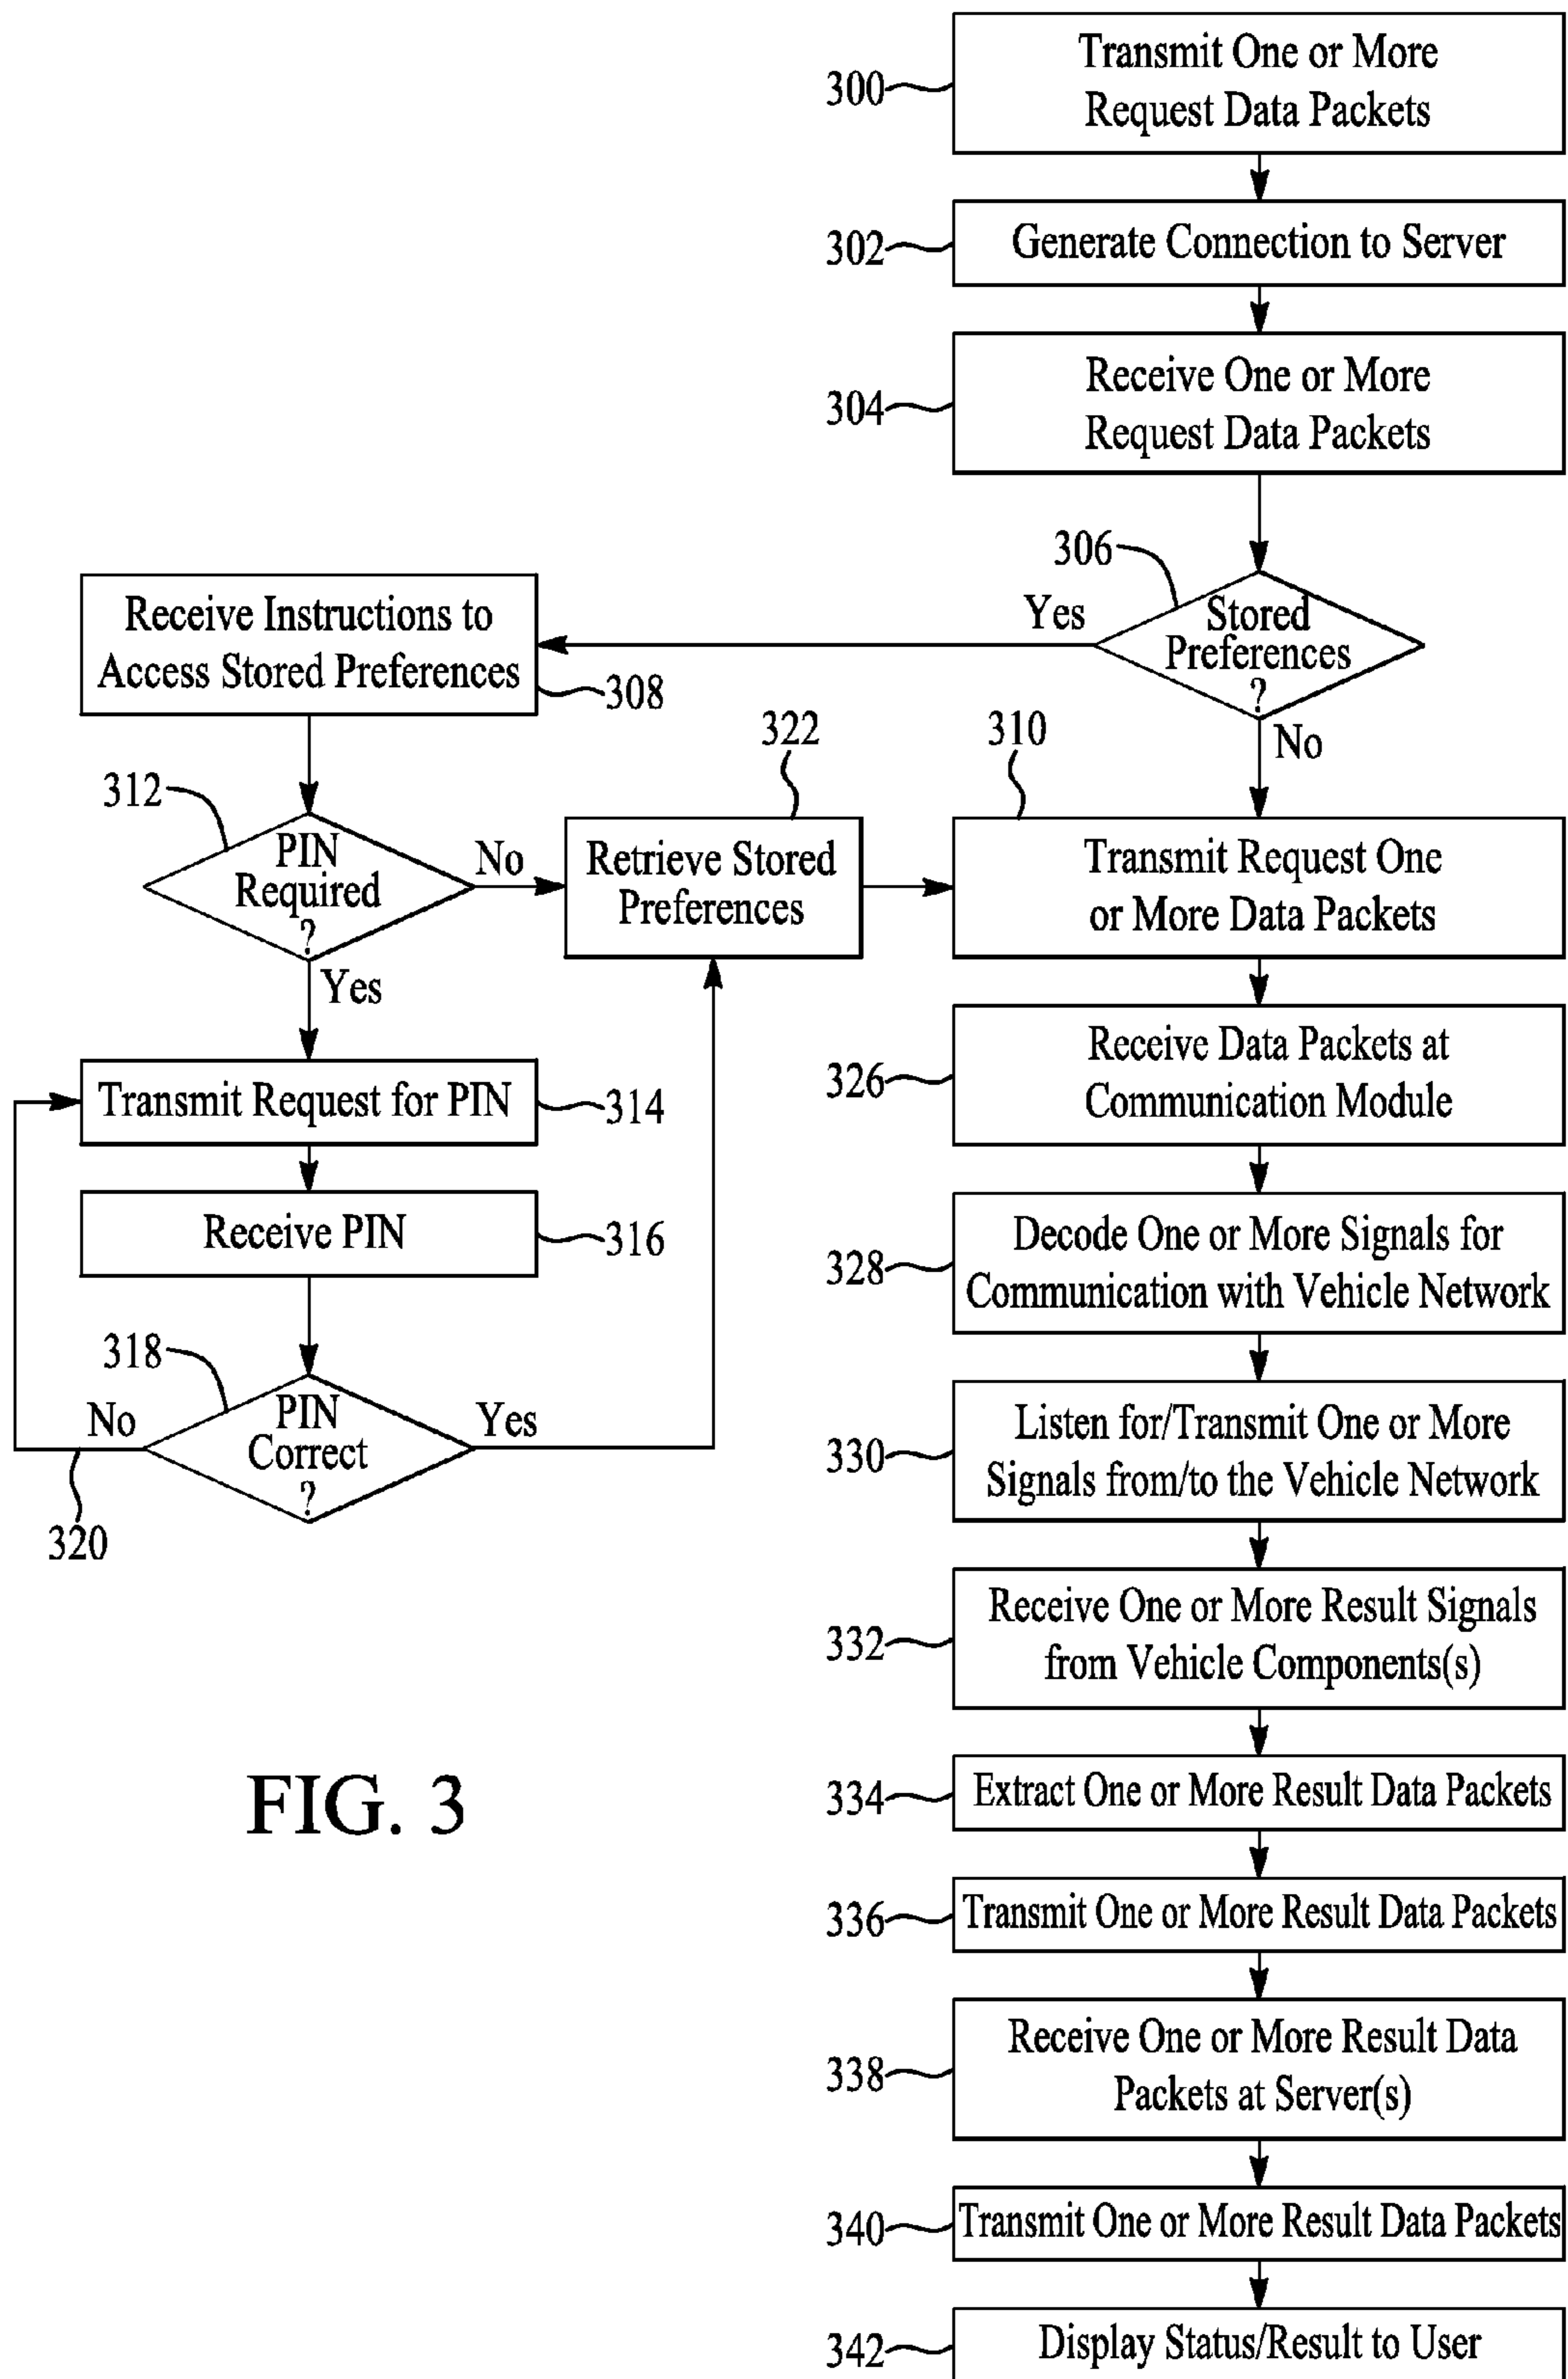 300
Transmit One or More
Request Data Packets
302
Generate Connection to Server
304
Receive One or More
Request Data Packets
306
Stored
Preferences
?
Yes
No
Receive Instructions to
Access Stored Preferences
308
312
PIN
Required
?
No
Yes
322
Retrieve Stored
Preferences
310
Transmit Request One
or More Data Packets
Transmit Request for PIN
314
Receive PIN
316
318
PIN
Correct
?
No
Yes
320
326
Receive Data Packets at
Communication Module
328
Decode One or More Signals for
Communication with Vehicle Network
330
Listen for/Transmit One or More
Signals from/to the Vehicle Network
332
Receive One or More Result Signals
from Vehicle Components(s)
334
Extract One or More Result Data Packets
336
Transmit One or More Result Data Packets
338
Receive One or More Result Data
Packets at Server(s)
340
Transmit One or More Result Data Packets
342
Display Status/Result to User
FIG. 3